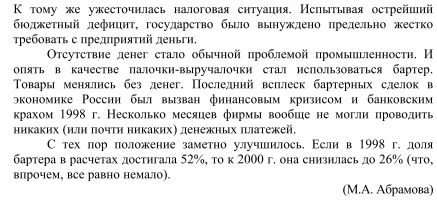 К тому же ужесточилась налоговая ситуация. Испытывая острейший
бюджетный дефицит, государство было вынуждено предельно жестко
требовать с предприятий деньги.
Отсутствие денег стало обычной проблемой промышленности. И
опять в качестве палочки-выручалочки стал использоваться бартер.
Товары менялись без денег. Последний всплеск бартерных сделок в
экономике России был вызван финансовым кризисом и банковским
крахом 1998 г. Несколько месяцев фирмы вообще не могли проводить
никаких (или почти никаких) денежных платежей.
С тех пор положение заметно улучшилось. Если в 1998 г. доля
бартера в расчетах достигала 52%, то к 2000 г. она снизилась до 26% (что,
впрочем, все равно немало).
(М.А. Абрамова)